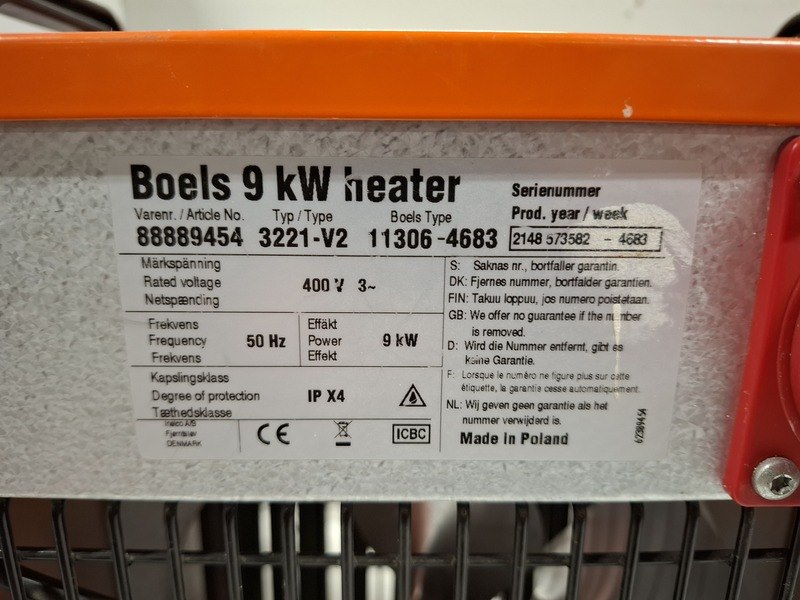 Boels 9 kW heater
Serienummer
Prod. year / week
Varenr. / Article No. Typ / Type Boels Type
88889454 3221-V2 11306-4683
2148 573582 - 4683
Märkspänning
Rated voltage 400 V 3~
Netspænding
Frekvens
Frequency 50 Hz
Frekvens
Effäkt
Power 9 kW
Effekt
Kapslingsklass
Degree of protection IP X4
Tæthedsklasse
Inelco A/S
Fjerritslev
DENMARK
CE
ICBC
S: Saknas nr., bortfaller garantin.
DK: Fjernes nummer, bortfalder garantien.
FIN: Takuu loppuu, jos numero poistetaan.
GB: We offer no guarantee if the number
is removed.
D: Wird die Nummer entfernt, gibt es
keine Garantie.
F: Lorsque le numéro ne figure plus sur cette
étiquette, la garantie cesse automatiquement.
NL: Wij geven geen garantie als het
nummer verwijderd is.
Made in Poland
62389454